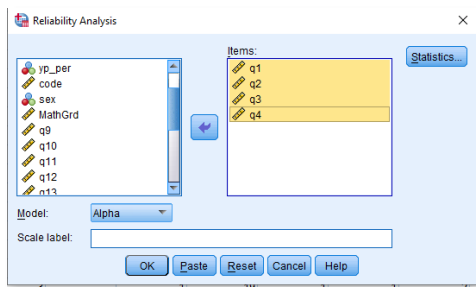 Reliability Analysis
Items:
yp_per
code
sex
MathGrd
q9
q10
q11
q12
q13
q1
q2
q3
q4
Statistics...
Model:
Alpha
Scale label:
OK
Paste
Reset
Cancel
Help